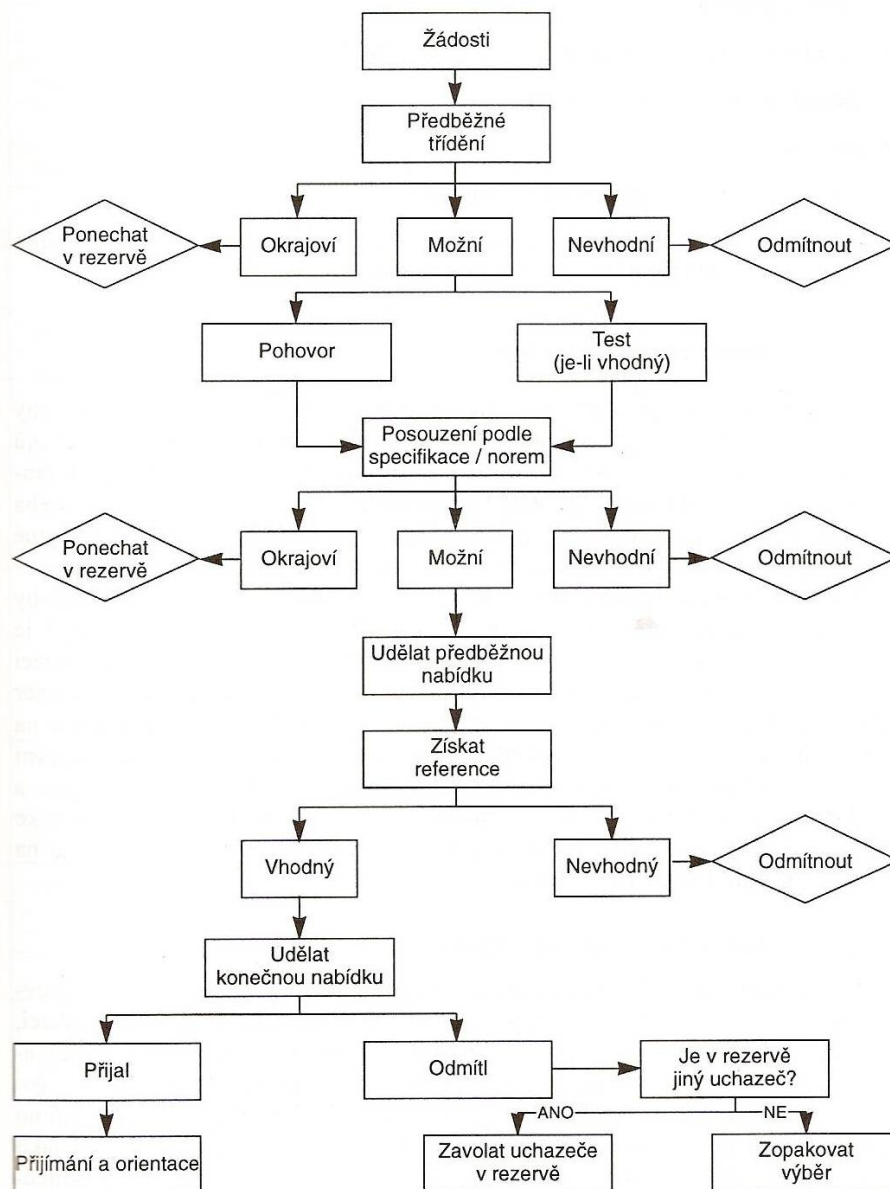 Žádosti
Předběžné
třídění
Ponechat
v rezervě
Okrajoví
Možní
Nevhodní
Odmítnout
Pohovor
Test
(je-li vhodný)
Posouzení podle
specifikace / norem
Ponechat
v rezervě
Okrajoví
Možní
Nevhodní
Odmítnout
Udělat předběžnou
nabídku
Získat
reference
Vhodný
Nevhodný
Odmítnout
Udělat
konečnou nabídku
Přijal
Odmítl
Je v rezervě
jiný uchazeč?
ANO
NE
Přijímání a orientace
Zavolat uchazeče
v rezervě
Zopakovat
výběr